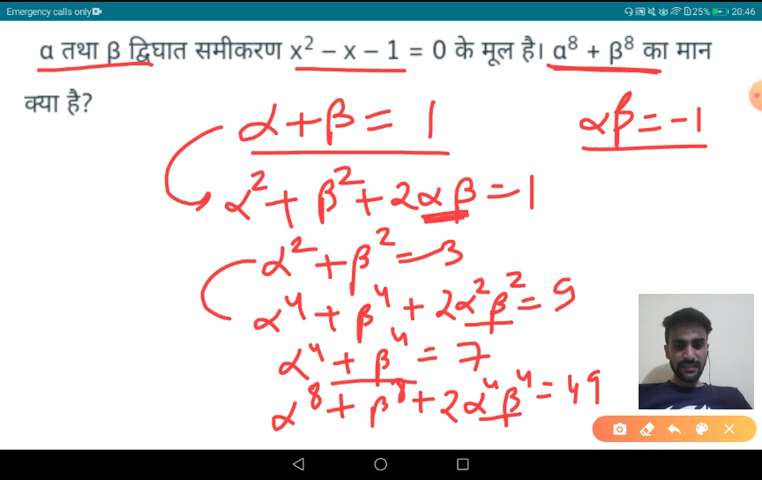 Emergency calls only 25% 20:46
α तथा β द्विघात समीकरण x² − x − 1 = 0 के मूल है। α⁸ + β⁸ का मान
क्या है?
α + β = 1 αβ = -1
α² + β² + 2αβ = 1
α² + β² = 3
α⁴ + β⁴ + 2α²β² = 9
α⁴ + β⁴ = 7
α⁸ + β⁸ + 2α⁴β⁴ = 49